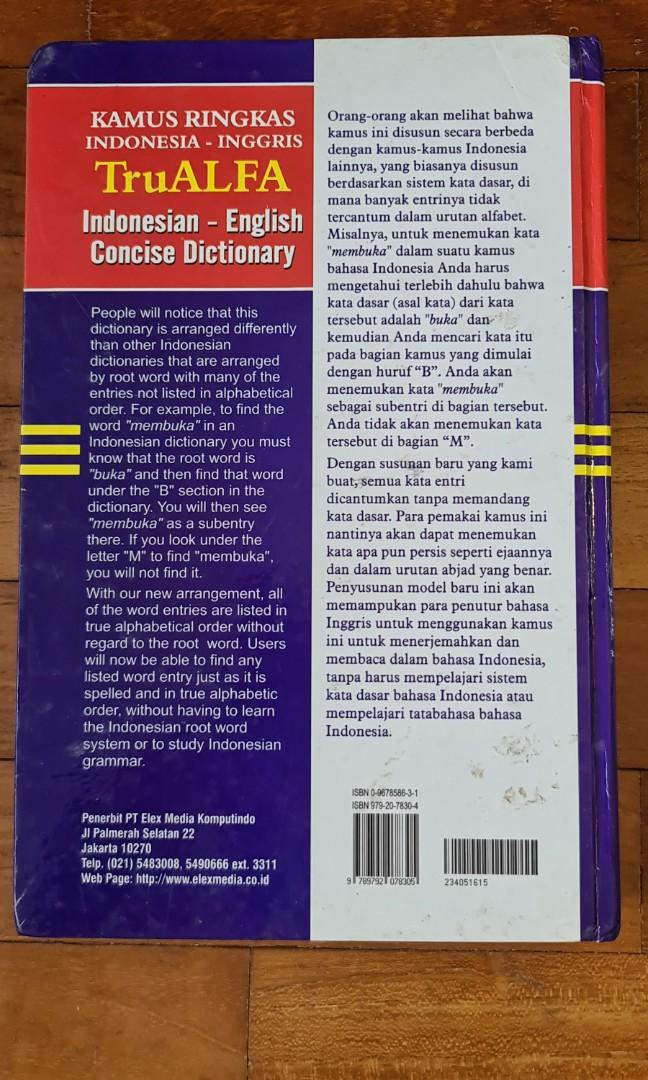 KAMUS RINGKAS
INDONESIA - INGGRIS
TruALFA
Indonesian - English
Concise Dictionary
People will notice that this
dictionary is arranged differently
than other Indonesian
dictionaries that are arranged
by root word with many of the
entries not listed in alphabetical
order. For example, to find the
word "membuka" in an
Indonesian dictionary you must
know that the root word is
"buka" and then find that word
under the "B" section in the
dictionary. You will then see
"membuka" as a subentry
there. If you look under the
letter "M" to find "membuka",
you will not find it.
With our new arrangement, all
of the word entries are listed in
true alphabetical order without
regard to the root word. Users
will now be able to find any
listed word entry just as it is
spelled and in true alphabetic
order, without having to learn
the Indonesian root word
system or to study Indonesian
grammar.
Penerbit PT Elex Media Komputindo
Jl Palmerah Selatan 22
Jakarta 10270
Telp. (021) 5483008, 5490666 ext. 3311
Web Page: http://www.elexmedia.co.id
Orang-orang akan melihat bahwa
kamus ini disusun secara berbeda
dengan kamus-kamus Indonesia
lainnya, yang biasanya disusun
berdasarkan sistem kata dasar, di
mana banyak entrinya tidak
tercantum dalam urutan alfabet.
Misalnya, untuk menemukan kata
"membuka" dalam suatu kamus
bahasa Indonesia Anda harus
mengetahui terlebih dahulu bahwa
kata dasar (asal kata) dari kata
tersebut adalah "buka" dan
kemudian Anda mencari kata itu
pada bagian kamus yang dimulai
dengan huruf “B”. Anda akan
menemukan kata "membuka"
sebagai subentri di bagian tersebut.
Anda tidak akan menemukan kata
tersebut di bagian “M”.
Dengan susunan baru yang kami
buat, semua kata entri
dicantumkan tanpa memandang
kata dasar. Para pemakai kamus ini
nantinya akan dapat menemukan
kata apa pun persis seperti ejaannya
dan dalam urutan abjad yang benar.
Penyusunan model baru ini akan
memampukan para penutur bahasa
Inggris untuk menggunakan kamus
ini untuk menerjemahkan dan
membaca dalam bahasa Indonesia,
tanpa harus mempelajari sistem
kata dasar bahasa Indonesia atau
mempelajari tatabahasa bahasa
Indonesia.
ISBN 0-9678586-3-1
ISBN 979-20-7830-4
9 789792 078305
234051615